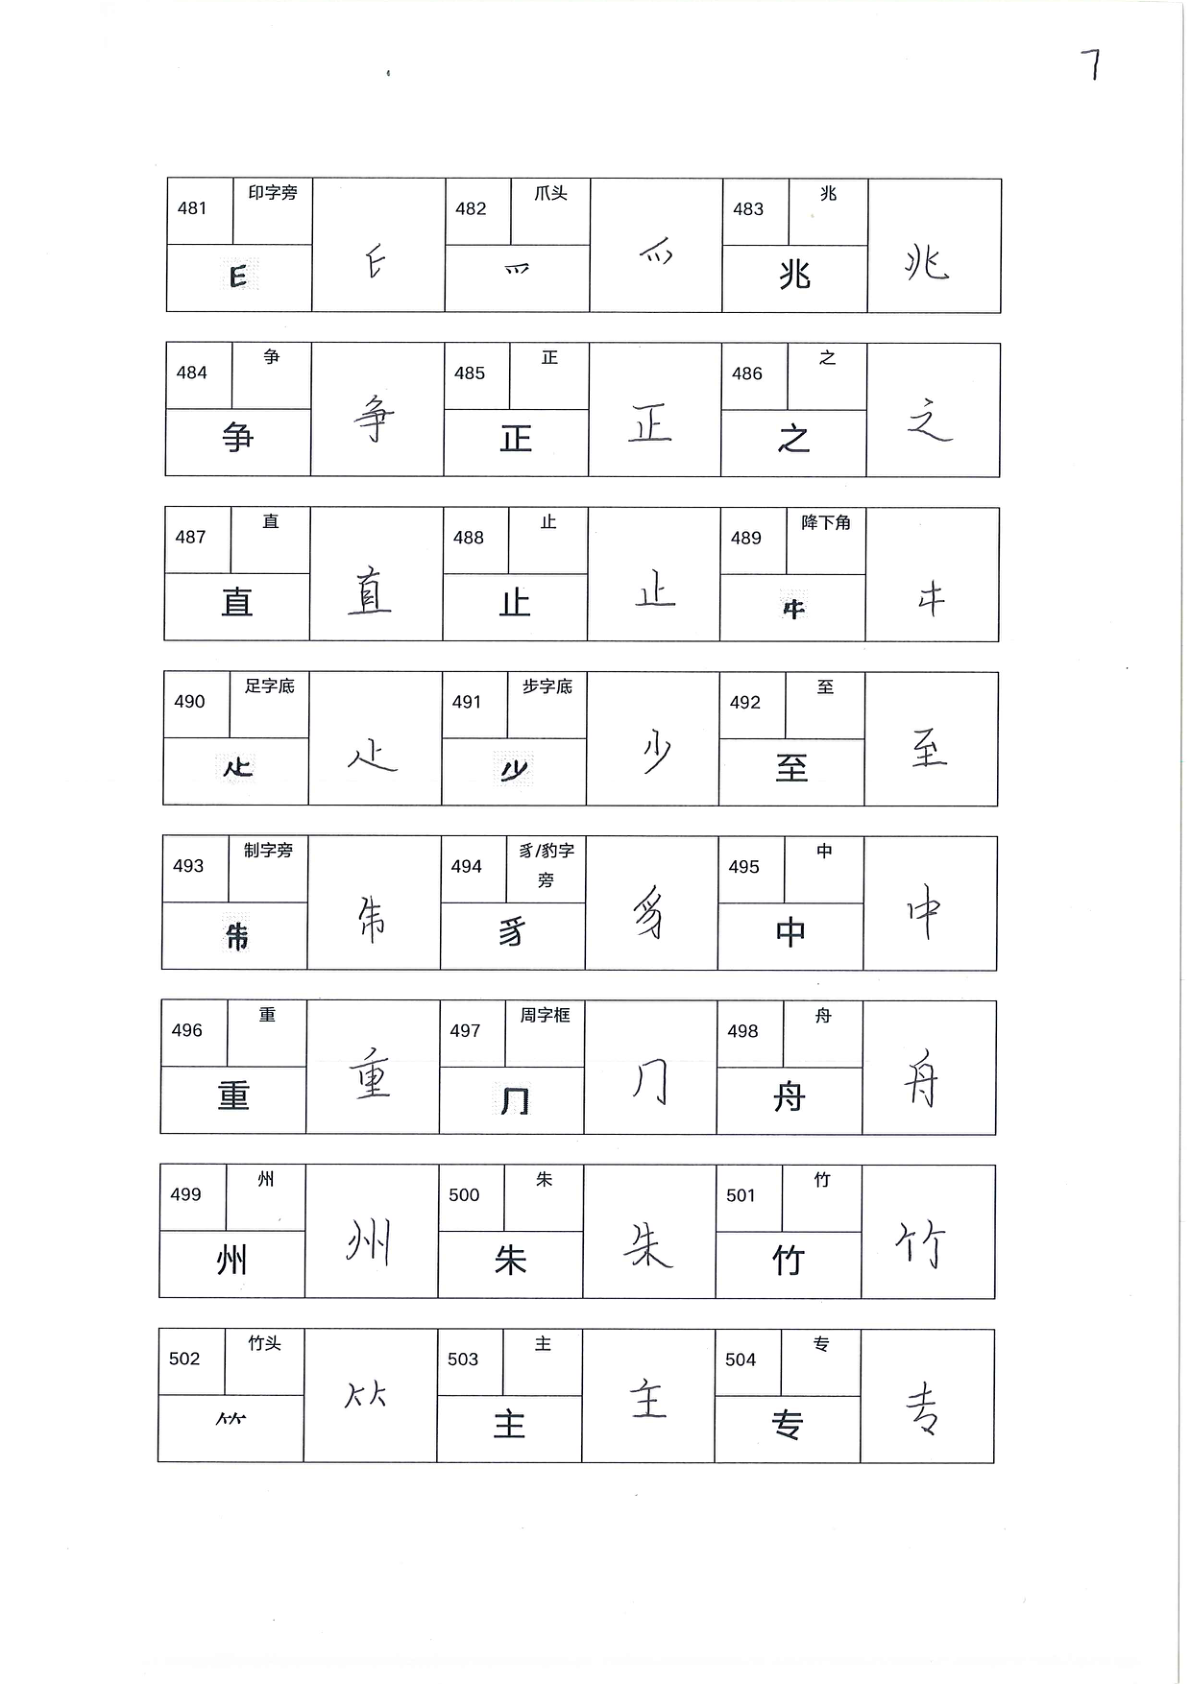 7
481 印字旁 482 爪头 483 兆
E 爫 爫 兆 兆
484 争 485 正 486 之
争 争 正 正 之 之
487 直 488 止 489 降下角
直 直 止 止 㐄 㐄
490 足字底 491 步字底 492 至
龰 龰 少 少 至 至
493 制字旁 494 豸/豹字
旁
495 中
豸 豸 中 中
496 重 497 周字框 498 舟
重 重 ⺆ ⺆ 舟 舟
499 州 500 朱 501 竹
州 州 朱 朱 竹 竹
502 竹头 503 主 504 专
⺮ ⺮ 主 主 专 专